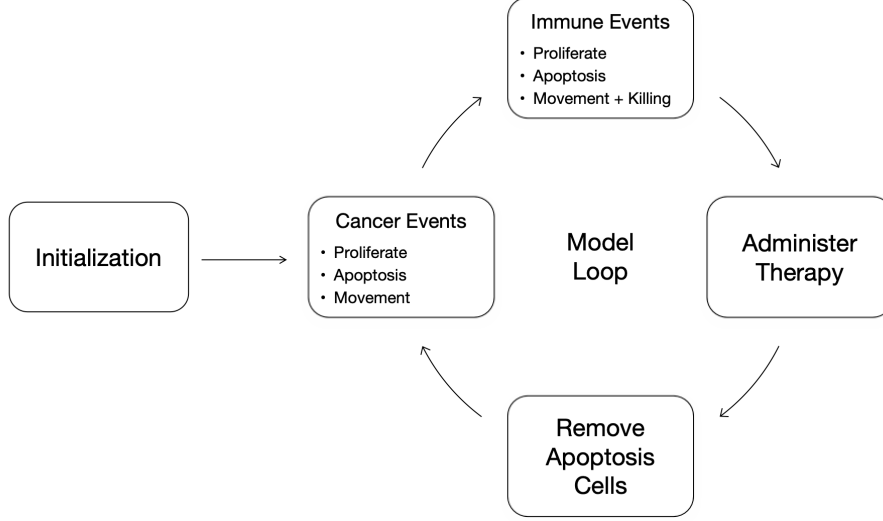 Immune Events
• Proliferate
• Apoptosis
• Movement + Killing
Initialization
Cancer Events
• Proliferate
• Apoptosis
• Movement
Model
Loop
Administer
Therapy
Remove
Apoptosis
Cells